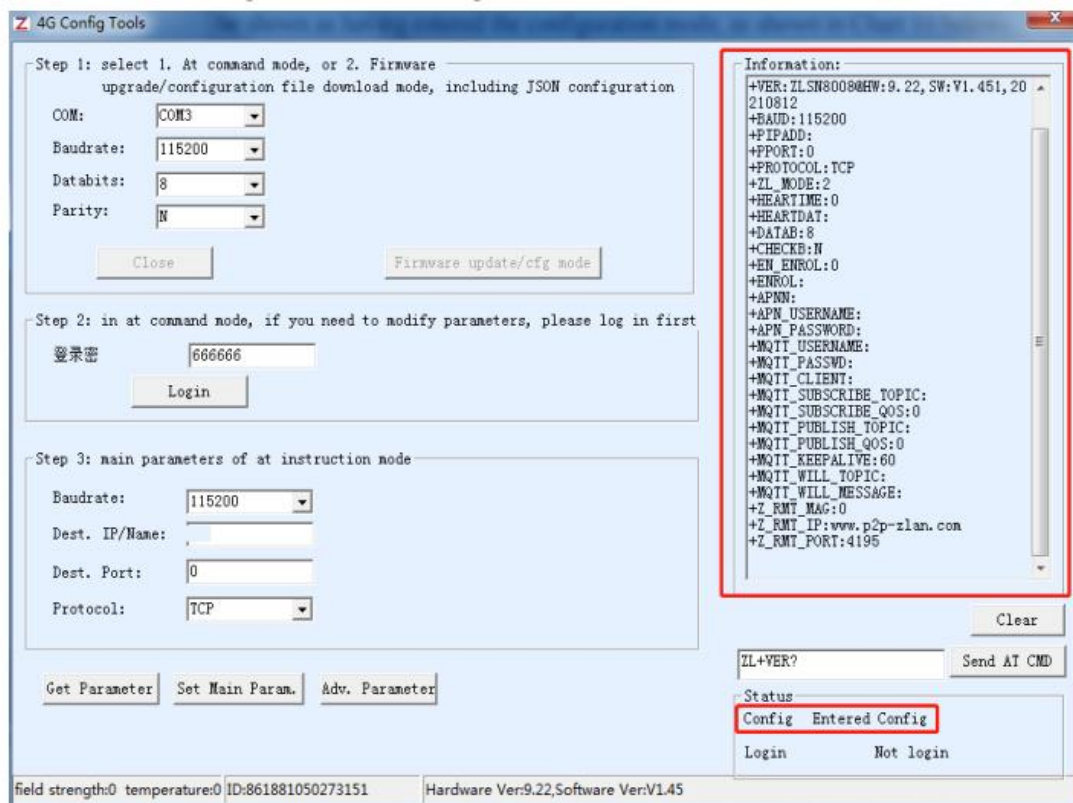 Z 4G Config Tools
Step 1: select 1. At command mode, or 2. Firmware
upgrade/configuration file download mode, including JSON configuration
COM: COM3
Baudrate: 115200
Databits: 8
Parity: N
Close Firmware update/cfg mode
Step 2: in at command mode, if you need to modify parameters, please log in first
登录密 666666
Login
Step 3: main parameters of at instruction mode
Baudrate: 115200
Dest. IP/Name:
Dest. Port: 0
Protocol: TCP
Get Parameter Set Main Param. Adv. Parameter
Information:
+VER:ZLSN8008@HW:9.22,SW:V1.451,20
210812
+BAUD:115200
+PIPADD:
+PPORT:0
+PROTOCOL:TCP
+ZL_MODE:2
+HEARTIME:0
+HEARTDAT:
+DATAB:8
+CHECKB:N
+EN_ENROL:0
+ENROL:
+APNN:
+APN_USERNAME:
+APN_PASSWORD:
+MQTT_USERNAME:
+MQTT_PASSWD:
+MQTT_CLIENT:
+MQTT_SUBSCRIBE_TOPIC:
+MQTT_SUBSCRIBE_QOS:0
+MQTT_PUBLISH_TOPIC:
+MQTT_PUBLISH_QOS:0
+MQTT_KEEPALIVE:60
+MQTT_WILL_TOPIC:
+MQTT_WILL_MESSAGE:
+Z_RMT_MAG:0
+Z_RMT_IP:www.p2p-zlan.com
+Z_RMT_PORT:4195
Clear
ZL+VER? Send AT CMD
Status
Config Entered Config
Login Not login
field strength:0 temperature:0 ID:861881050273151 Hardware Ver:9.22,Software Ver:V1.45